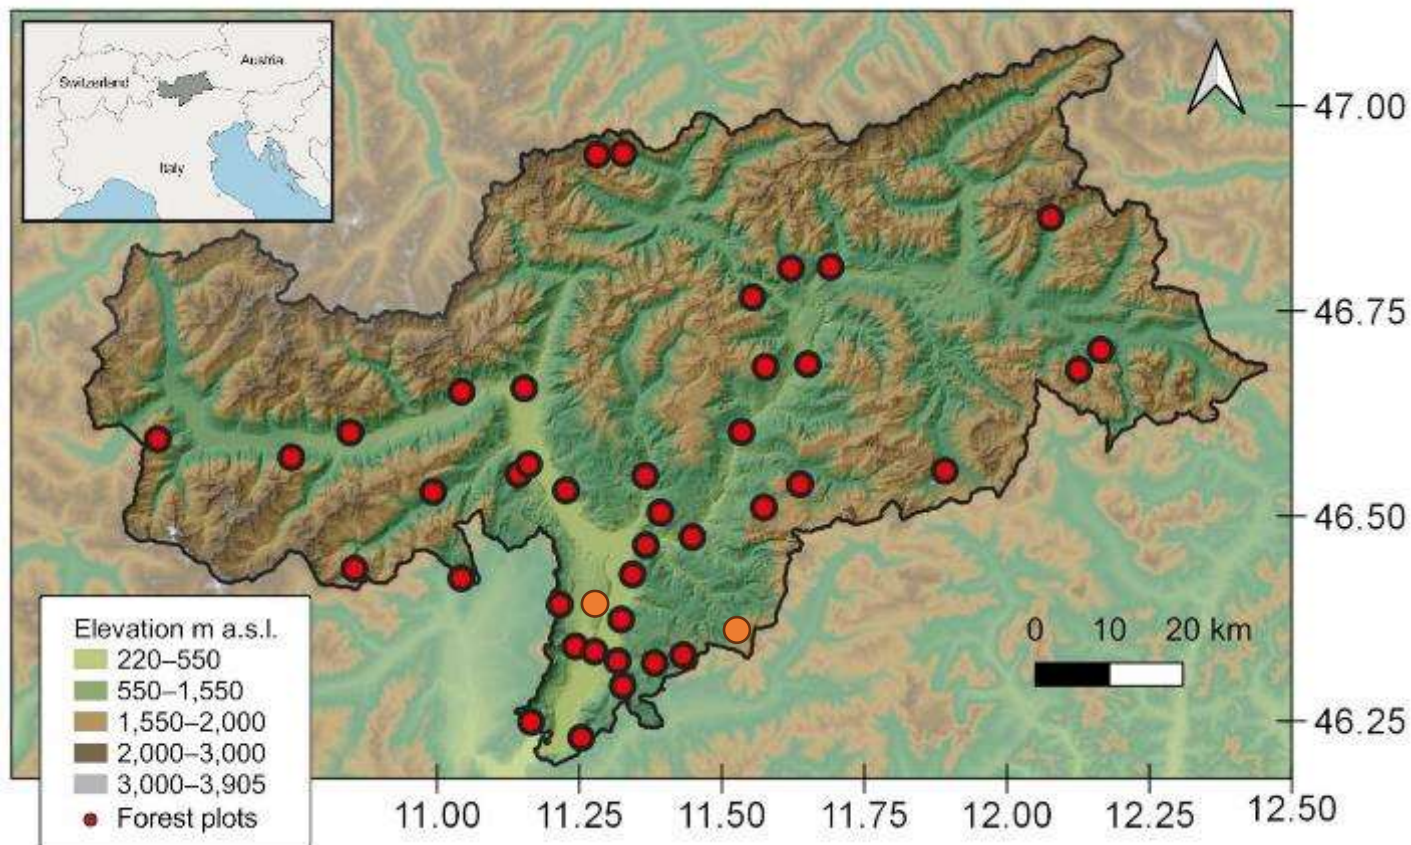 Austria
Switzerland
Italy
47.00
46.75
46.50
46.25
0 10 20 km
Elevation m a.s.l.
220–550
550–1,550
1,550–2,000
2,000–3,000
3,000–3,905
Forest plots
11.00 11.25 11.50 11.75 12.00 12.25 12.50